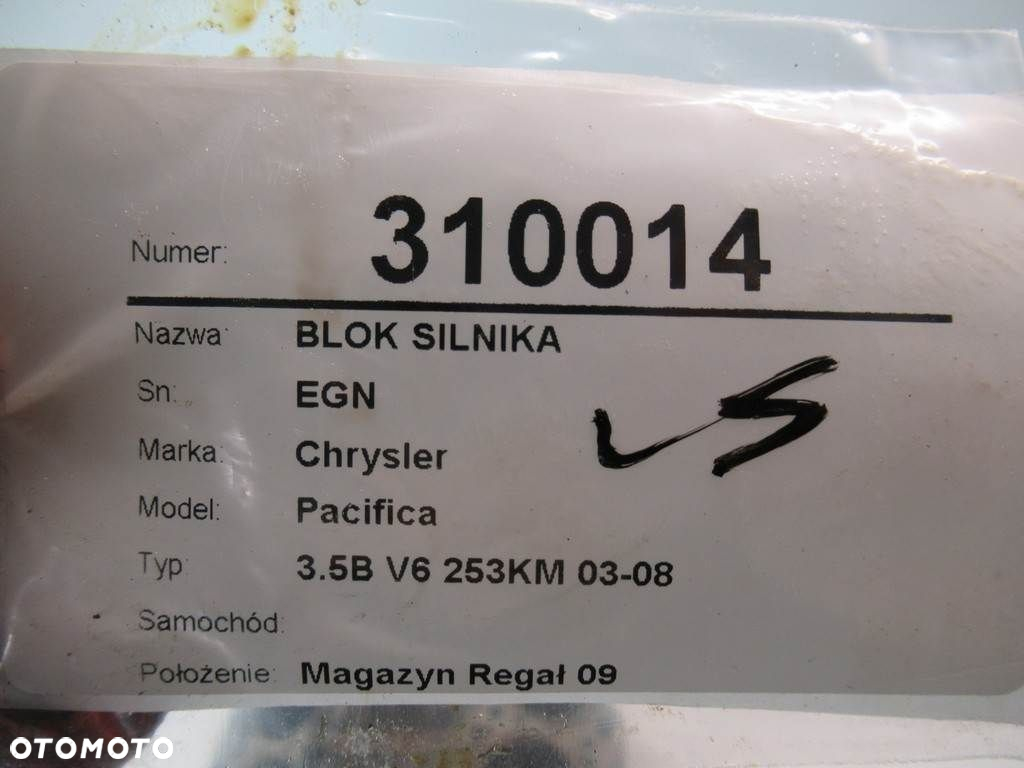 Numer: 310014
Nazwa: BLOK SILNIKA
Sn: EGN
Marka: Chrysler
Model: Pacifica
Typ: 3.5B V6 253KM 03-08
Samochód:
Położenie: Magazyn Regał 09
OTOMOTO